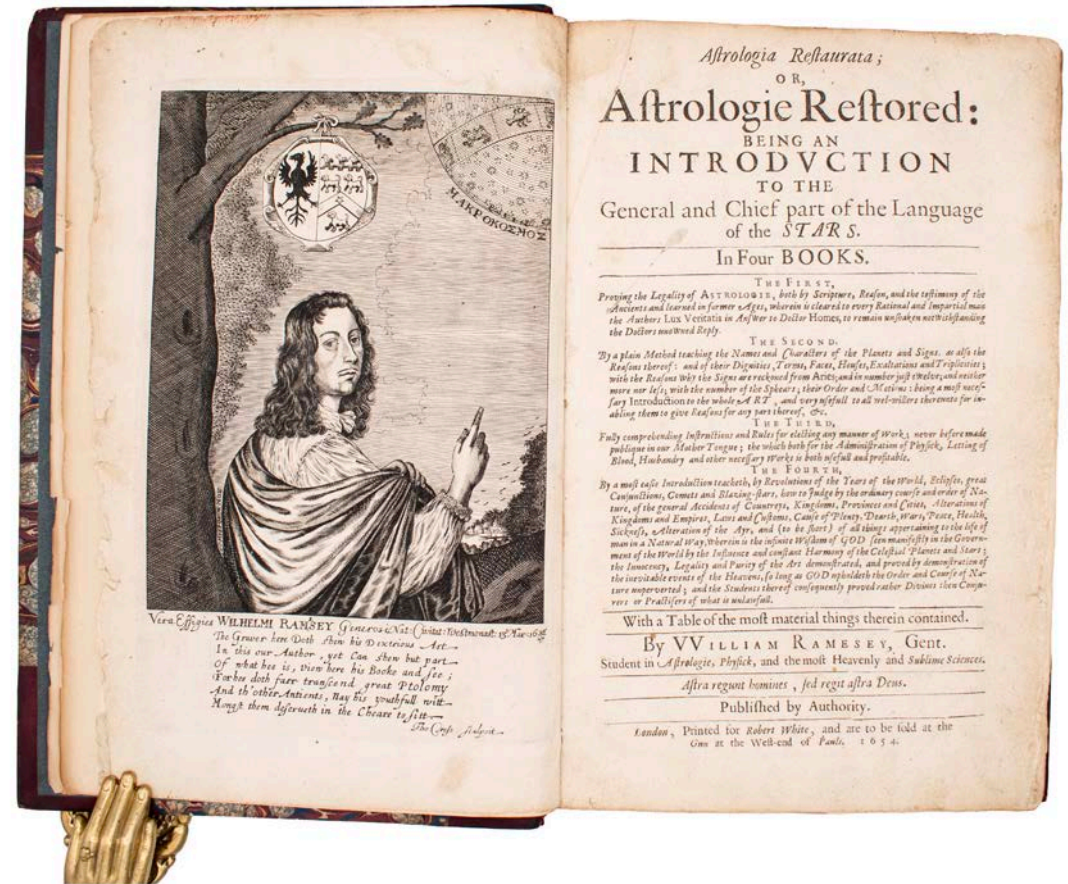 ΜΑΚΡΟΚΟΣΜΟΣ
Vera Effigies WILHELMI RAMSEY Generosi Nat: Civitat: Westmonast: Mar:
The Graver here Doth shew his Dextrious Art
In this our Author, yet Can shew but part
Of what hee is, view here his Booke and see;
For hee doth farr transcend great Ptolomy
And th'other Antients, Nay his youthfull witt
Mongst them deserveth in the Cheare to sitt
Tho Cross sculpsit
Aſtrologia Reſtaurata;
OR,
Aſtrologie Reſtored:
BEING AN
INTRODVCTION
TO THE
General and Chief part of the Language
of the STARS.
In Four BOOKS.
THE FIRST,
Proving the Legality of ASTROLOGIE, both by Scripture, Reaſon, and the teſtimony of the
Ancients and learned in former Ages, wherein is cleared to every Rational and Impartial man
the Authors Lux Veritatis in Anſwer to Doctor Homes, to remain unſhaken notwithſtanding
the Doctors unowned Reply.
THE SECOND.
By a plain Method teaching the Names and Characters of the Planets and Signs. as alſo the
Reaſons thereof: and of their Dignities, Terms, Faces, Houſes, Exaltations and Triplicities;
with the Reaſons why the Signs are reckoned from Aries; and in number juſt twelve; and neither
more nor leſs; with the number of the Sphears; their Order and Motion: being a moſt neceſ-
ſary Introduction to the whole ART, and very uſefull to all wel-willers thereunto for in-
abling them to give Reaſons for any part thereof, &c.
THE THIRD,
Fully comprehending Inſtructions and Rules for electing any manner of Work; never before made
publique in our Mother Tongue; the which both for the Adminiſtration of Phyſick, Letting of
Blood, Husbandry and other neceſſary Works is both uſefull and profitable.
THE FOURTH,
By a moſt eaſie Introduction teacheth, by Revolutions of the Years of the World, Eclipſes, great
Conjunctions, Comets and Blazing-ſtars, how to judge by the ordinary courſe and order of Na-
ture, of the general Accidents of Countreys, Kingdoms, Provinces and Cities, Alterations of
Kingdoms and Empires, Laws and Cuſtoms, Cauſe of Plenty, Dearth, Wars, Peace, Health,
Sickneſs, Alteration of the Ayr, and (to be ſhort) of all things appertaining to the life of
man in a Natural Way, wherein is the infinite Wiſdom of GOD ſeen manifeſtly in the Govern-
ment of the World by the Influence and conſtant Harmony of the Celeſtial Planets and Stars;
the Innocency, Legality and Purity of the Art demonſtrated, and proved by demonſtration of
the inevitable events of the Heavens, ſo long as GOD upholdeth the Order and Courſe of Na-
ture unperverted; and the Students thereof conſequently proved rather Divines then Conju-
rers or Practiſers of what is unlawfull.
With a Table of the moſt material things therein contained.
By VVILLIAM RAMESEY, Gent.
Student in Aſtrologie, Phyſick, and the moſt Heavenly and Sublime Sciences.
Aſtra regunt homines, ſed regit aſtra Deus.
Publiſhed by Authority.
London, Printed for Robert White, and are to be ſold at the
Gun at the Weſt-end of Pauls. 1654.